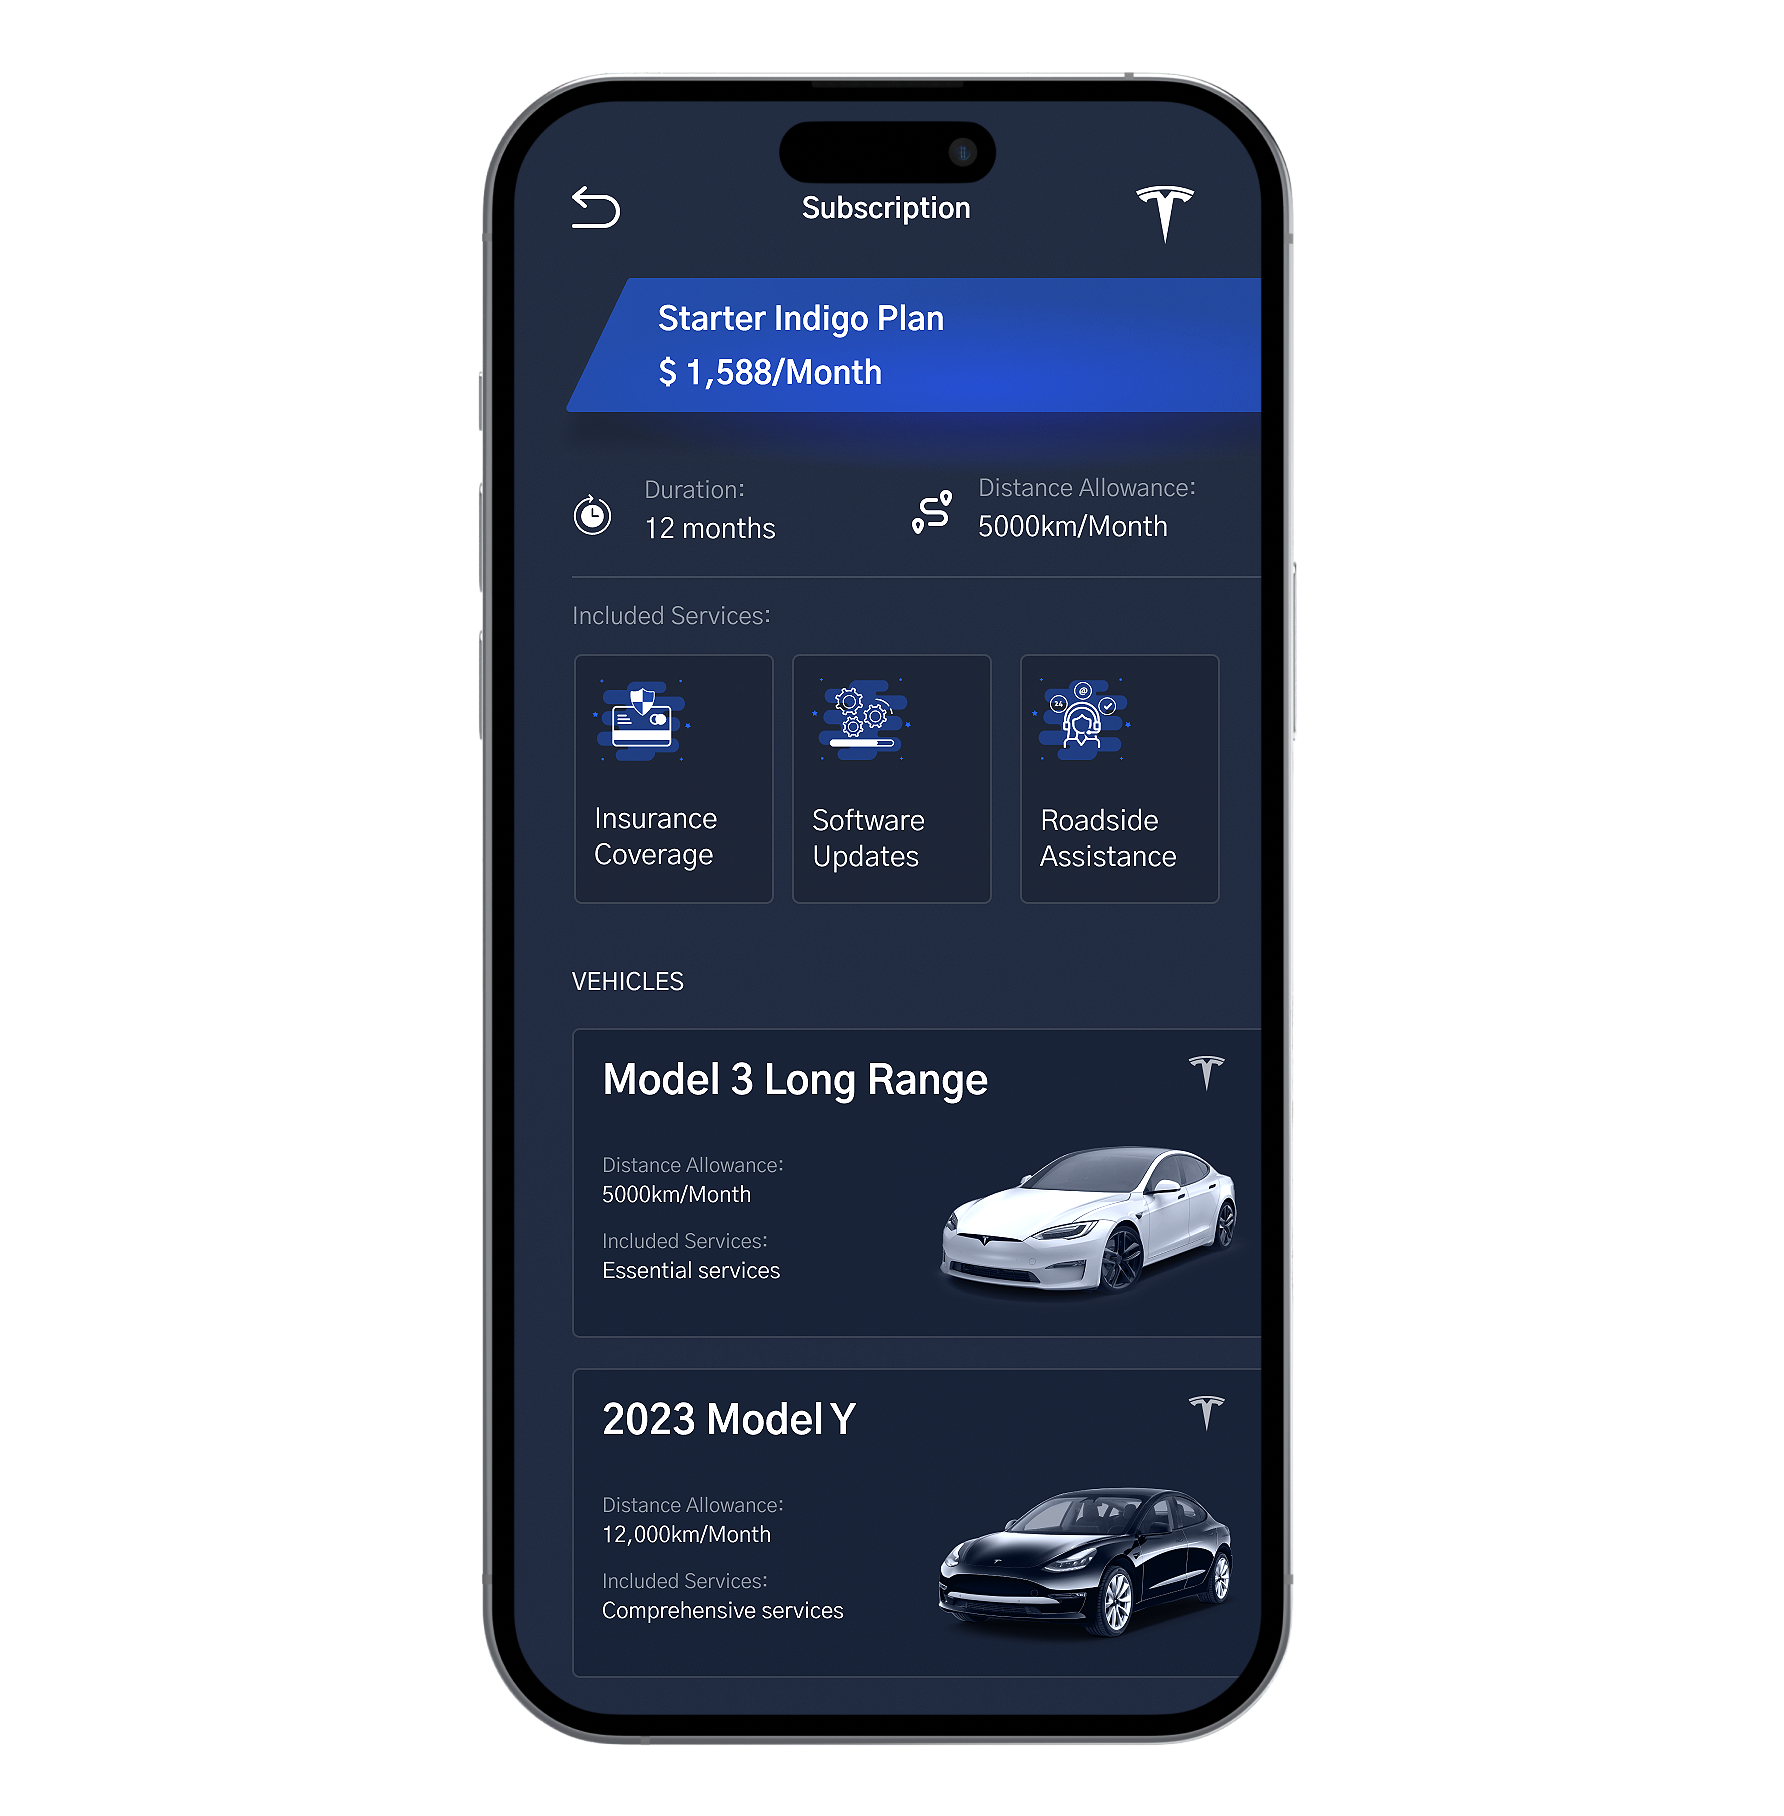 Subscription
Starter Indigo Plan
$ 1,588/Month
Duration:
12 months
Distance Allowance:
5000km/Month
Included Services:
Insurance
Coverage
Software
Updates
24
@
Roadside
Assistance
VEHICLES
Model 3 Long Range
Distance Allowance:
5000km/Month
Included Services:
Essential services
2023 Model Y
Distance Allowance:
12,000km/Month
Included Services:
Comprehensive services